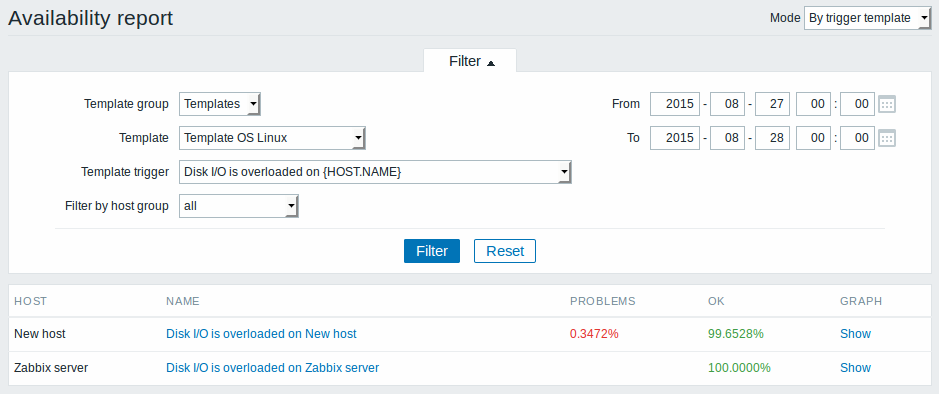 Availability report Mode By trigger template
Filter
Template group Templates From 2015 - 08 - 27 00 : 00
Template Template OS Linux To 2015 - 08 - 28 00 : 00
Template trigger Disk I/O is overloaded on {HOST.NAME}
Filter by host group all
Filter Reset
HOST NAME PROBLEMS OK GRAPH
New host Disk I/O is overloaded on New host 0.3472% 99.6528% Show
Zabbix server Disk I/O is overloaded on Zabbix server 100.0000% Show